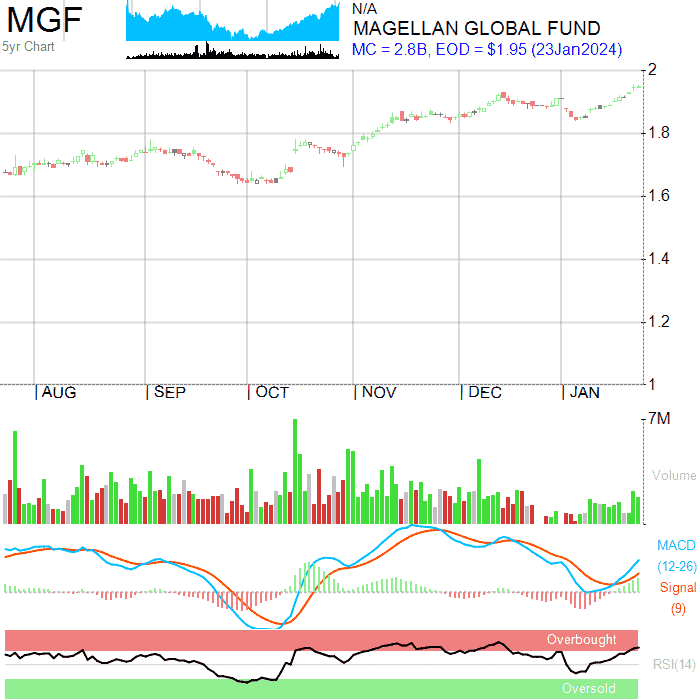 MGF
5yr Chart
N/A
MAGELLAN GLOBAL FUND
MC = 2.8B, EOD = $1.95 (23Jan2024)
2
1.8
1.6
1.4
1.2
1
AUG SEP OCT NOV DEC JAN
7M
Volume
MACD
(12-26)
Signal
(9)
Overbought
RSI(14)
Oversold